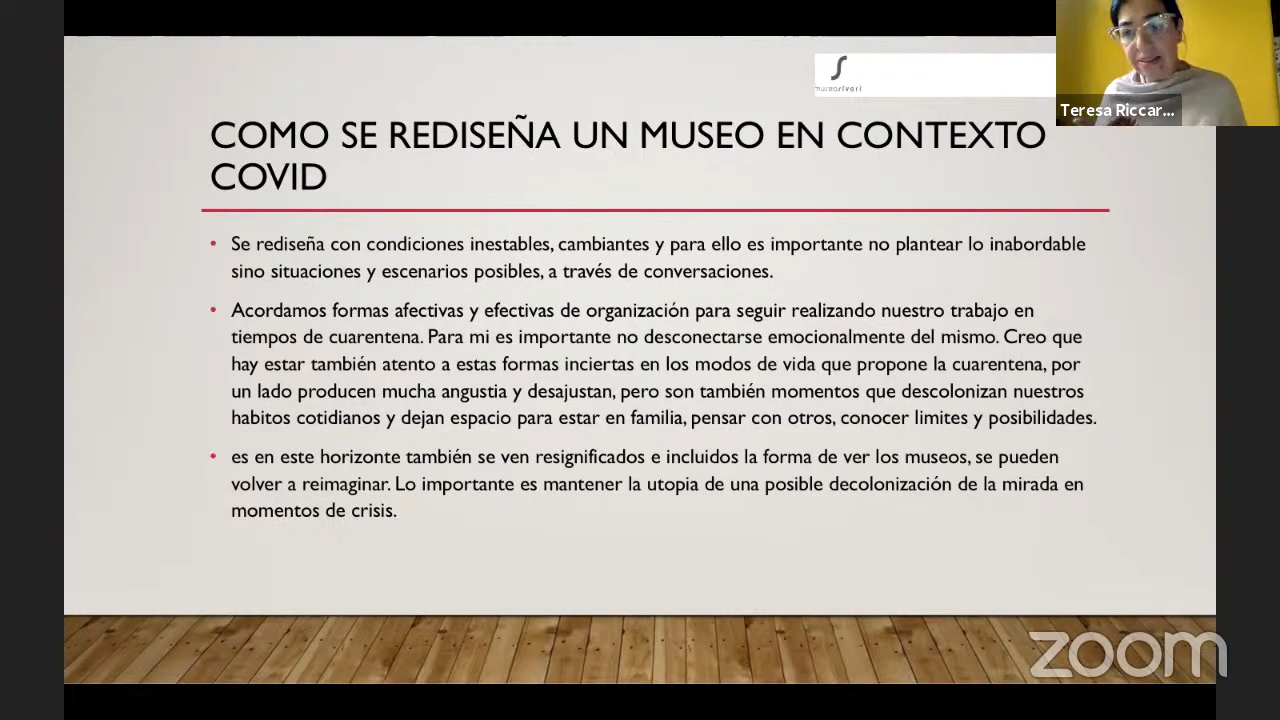 museosívori
Teresa Riccar...
COMO SE REDISEÑA UN MUSEO EN CONTEXTO
COVID
• Se rediseña con condiciones inestables, cambiantes y para ello es importante no plantear lo inabordable
sino situaciones y escenarios posibles, a través de conversaciones.
• Acordamos formas afectivas y efectivas de organización para seguir realizando nuestro trabajo en
tiempos de cuarentena. Para mi es importante no desconectarse emocionalmente del mismo. Creo que
hay estar también atento a estas formas inciertas en los modos de vida que propone la cuarentena, por
un lado producen mucha angustia y desajustan, pero son también momentos que descolonizan nuestros
habitos cotidianos y dejan espacio para estar en familia, pensar con otros, conocer limites y posibilidades.
• es en este horizonte también se ven resignificados e incluidos la forma de ver los museos, se pueden
volver a reimaginar. Lo importante es mantener la utopia de una posible decolonización de la mirada en
momentos de crisis.
zoom